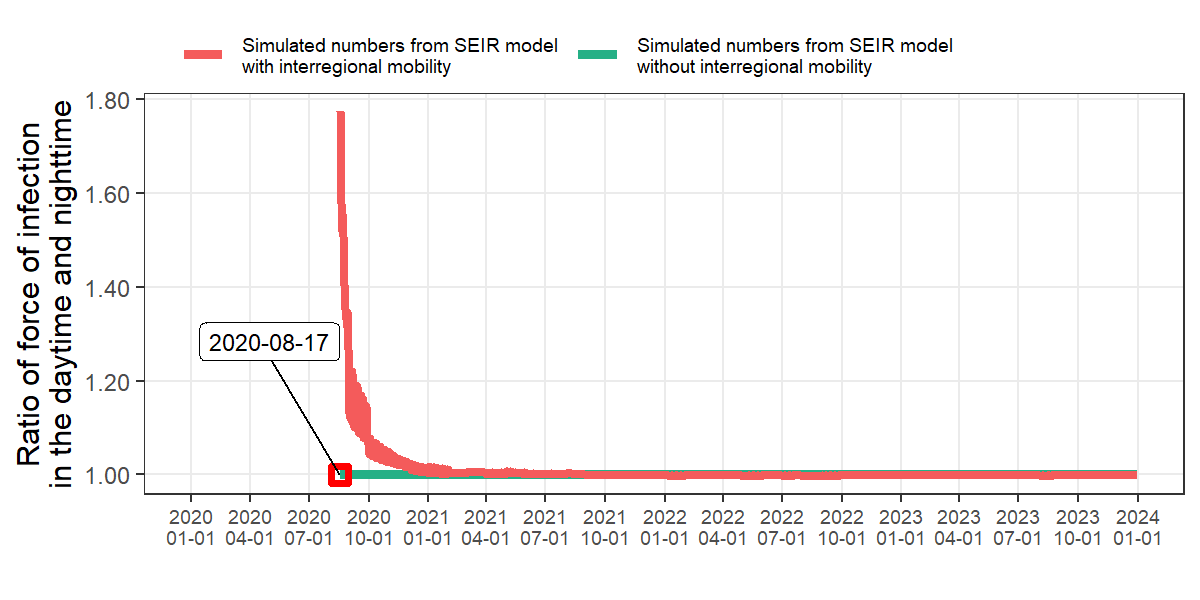 Simulated numbers from SEIR model
with interregional mobility
Simulated numbers from SEIR model
without interregional mobility
Ratio of force of infection
in the daytime and nighttime
1.80
1.60
1.40
1.20
1.00
2020-08-17
2020 2020 2020 2020 2021 2021 2021 2021 2022 2022 2022 2022 2023 2023 2023 2023 2024
01-01 04-01 07-01 10-01 01-01 04-01 07-01 10-01 01-01 04-01 07-01 10-01 01-01 04-01 07-01 10-01 01-01